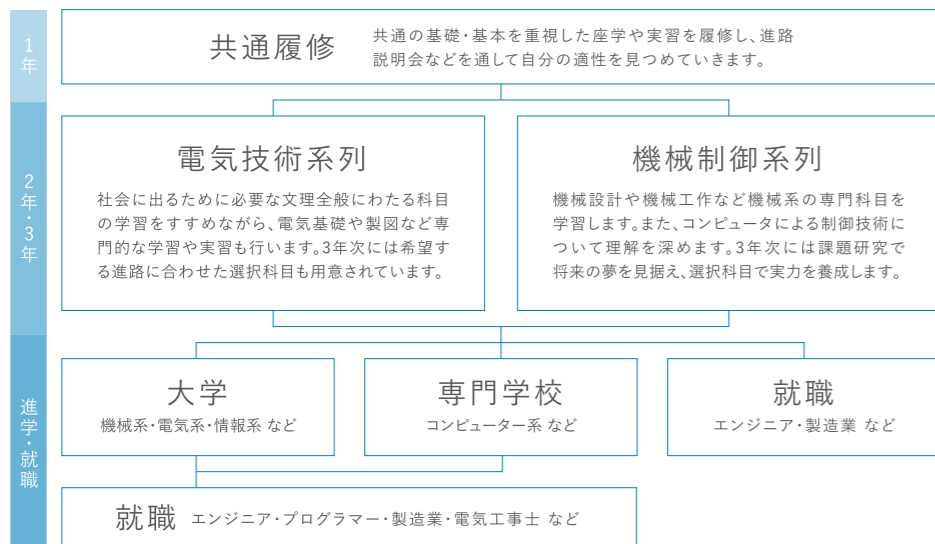 1年
共通履修
共通の基礎・基本を重視した座学や実習を履修し、進路
説明会などを通して自分の適性を見つめていきます。
2年・3年
電気技術系列
社会に出るために必要な文理全般にわたる科目
の学習をすすめながら、電気基礎や製図など専
門的な学習や実習も行います。3年次には希望す
る進路に合わせた選択科目も用意されています。
機械制御系列
機械設計や機械工作など機械系の専門科目を
学習します。また、コンピュータによる制御技術に
ついて理解を深めます。3年次には課題研究で
将来の夢を見据え、選択科目で実力を養成します。
進学・就職
大学
機械系・電気系・情報系 など
専門学校
コンピューター系 など
就職
エンジニア・製造業 など
就職 エンジニア・プログラマー・製造業・電気工事士 など